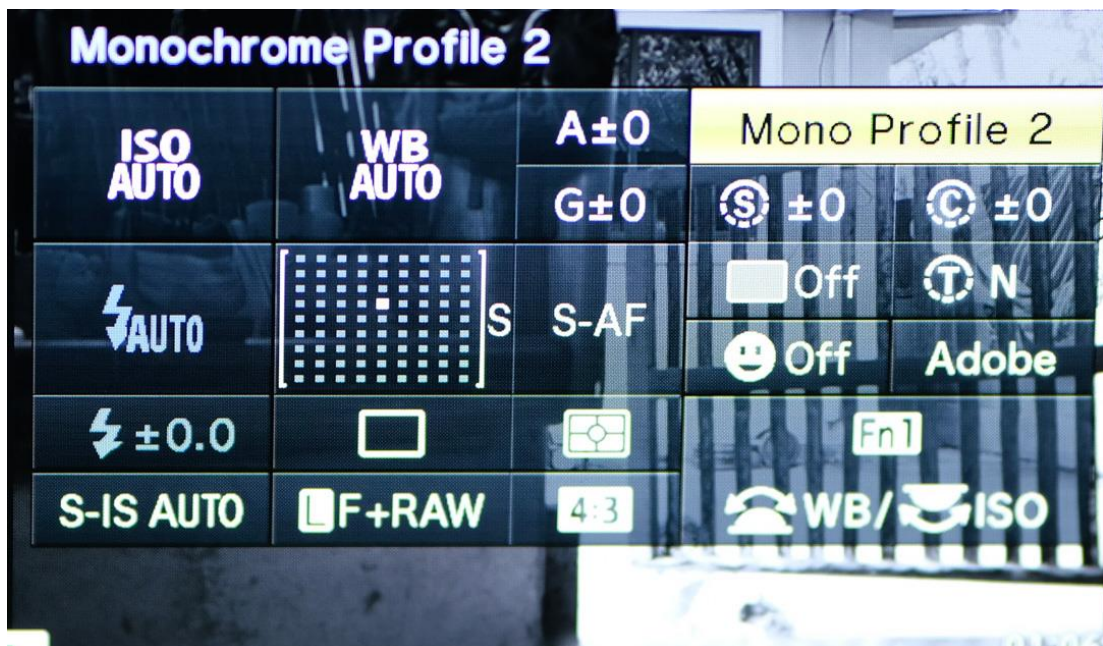 Monochrome Profile 2
ISO AUTO
WB AUTO
A±0
Mono Profile 2
G±0
S ±0
C ±0
AUTO
S
S-AF
Off
T N
Off
Adobe
±0.0
Fn1
S-IS AUTO
LF+RAW
4:3
WB/ISO